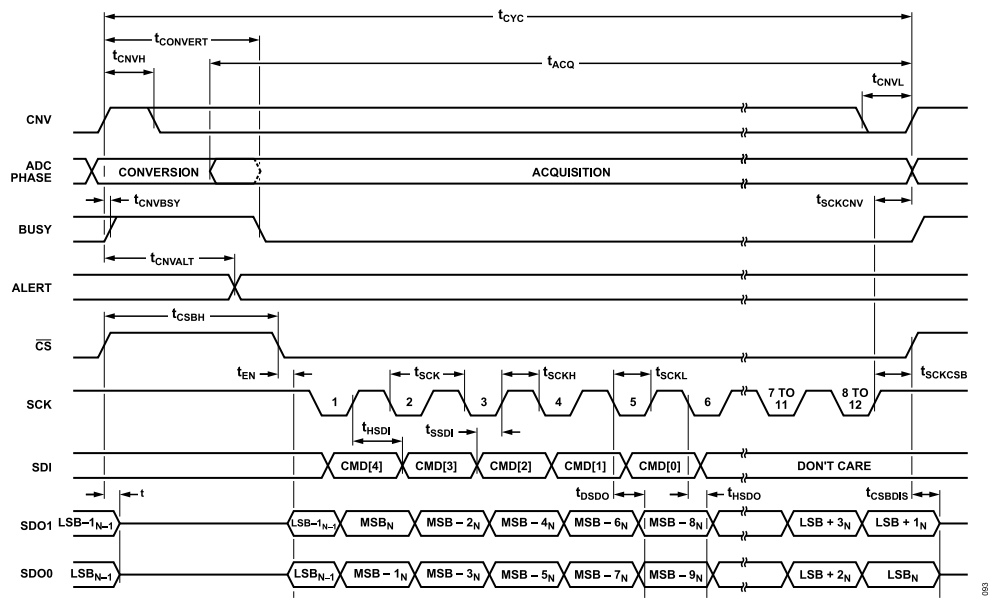 tCYC
tCONVERT
tCNVH
tACQ
tCNVL
CNV
ADC
PHASE
CONVERSION
ACQUISITION
tCNVBSY
tSCKCNV
BUSY
tCNVALT
ALERT
tCSBH
CS
tEN
tSCK
tSCKH
tSCKL
tSCKCSB
SCK
1
2
3
4
5
6
7 TO
11
8 TO
12
tHSDI
tSSDI
SDI
CMD[4]
CMD[3]
CMD[2]
CMD[1]
CMD[0]
DON'T CARE
t
tDSDO
tHSDO
tCSBDIS
SDO1
LSB-1N–1
LSB-1N–1
MSBN
MSB – 2N
MSB – 4N
MSB – 6N
MSB – 8N
LSB + 3N
LSB + 1N
SDO0
LSBN–1
LSBN–1
MSB – 1N
MSB – 3N
MSB – 5N
MSB – 7N
MSB – 9N
LSB + 2N
LSBN
093